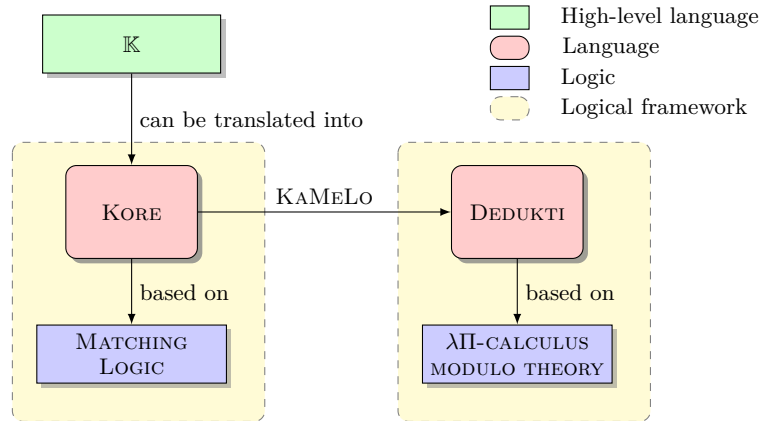 𝕂
High-level language
Language
Logic
Logical framework
can be translated into
KORE
KAMELO
DEDUKTI
based on
based on
MATCHING
LOGIC
λΠ-CALCULUS
MODULO THEORY